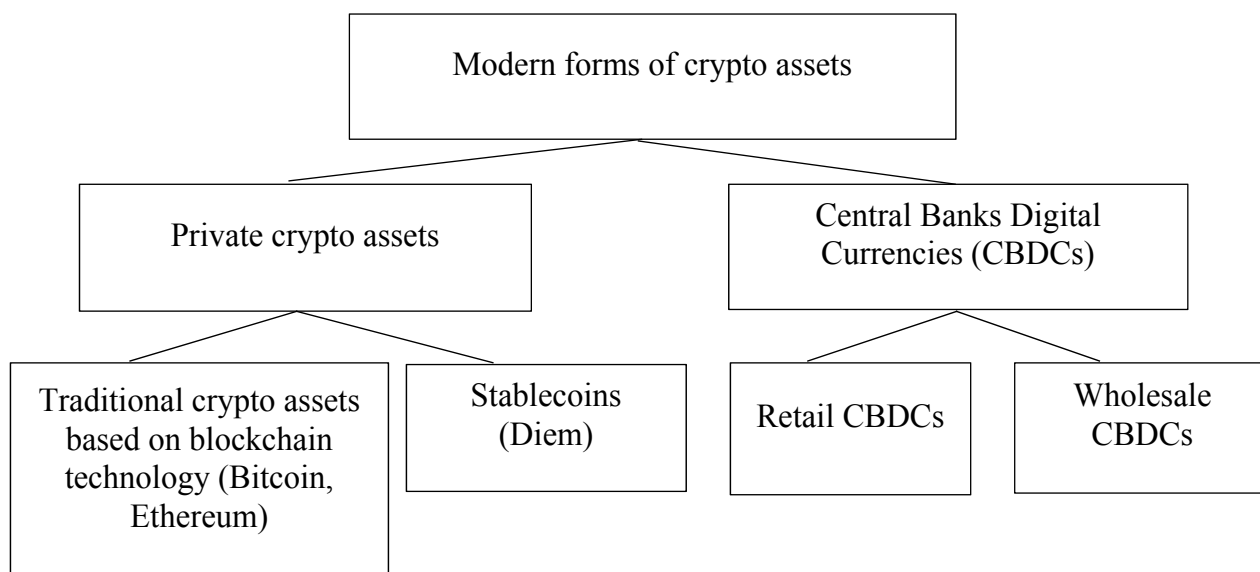 Modern forms of crypto assets
Private crypto assets
Central Banks Digital
Currencies (CBDCs)
Traditional crypto assets
based on blockchain
technology (Bitcoin,
Ethereum)
Stablecoins
(Diem)
Retail CBDCs
Wholesale
CBDCs